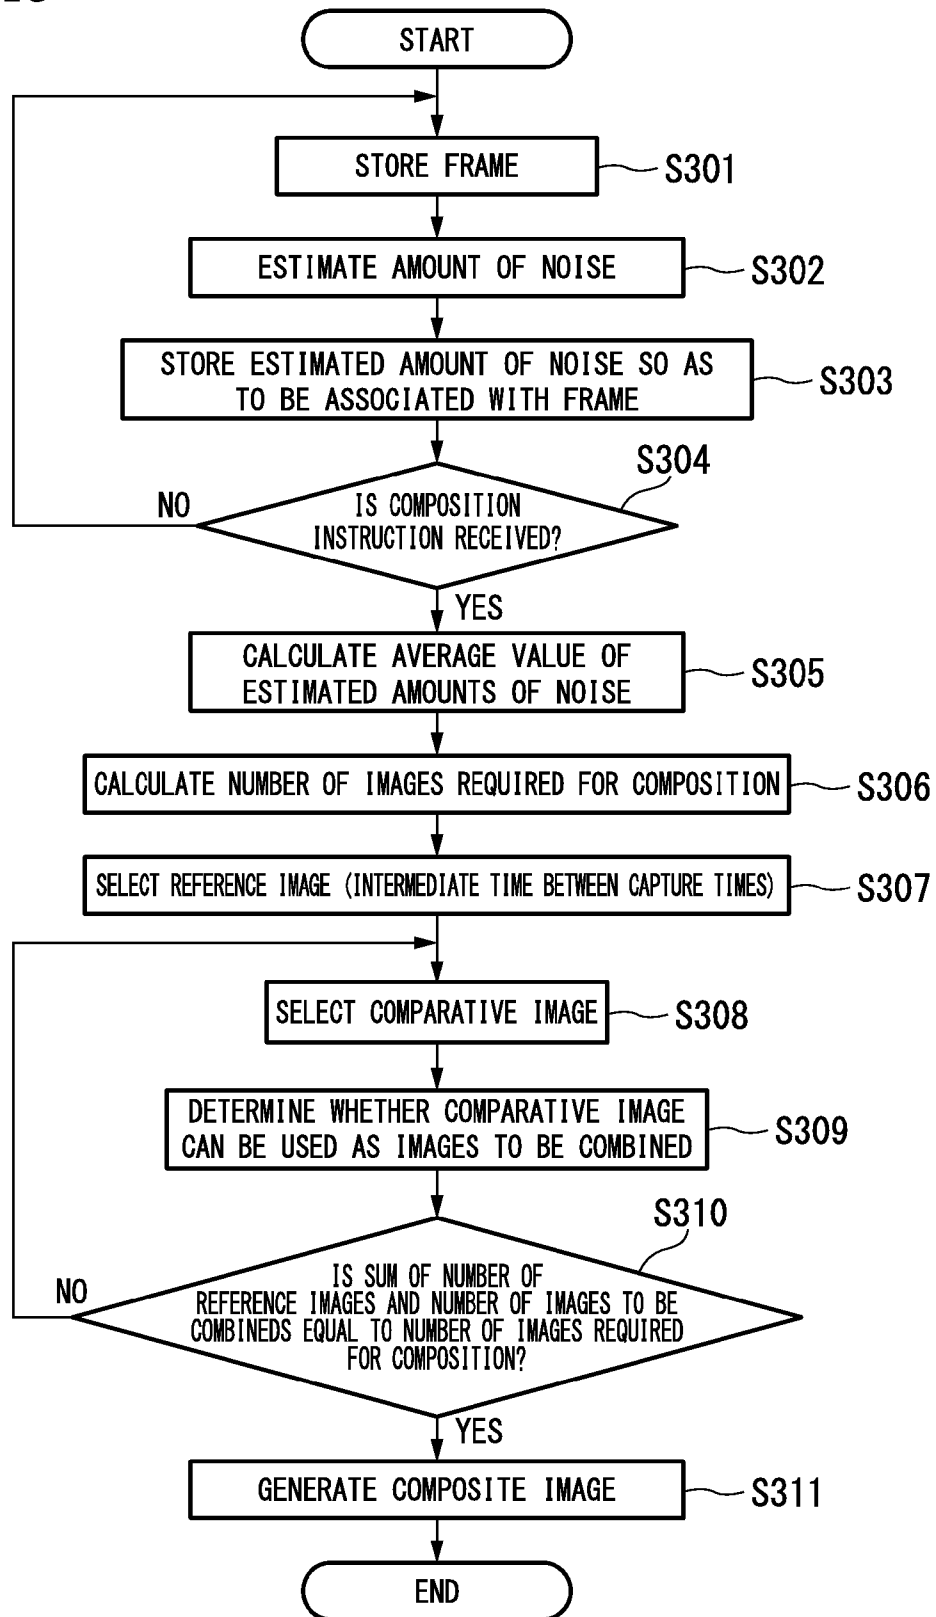 START
STORE FRAME
S301
ESTIMATE AMOUNT OF NOISE
S302
STORE ESTIMATED AMOUNT OF NOISE SO AS
TO BE ASSOCIATED WITH FRAME
S303
S304
NO
IS COMPOSITION
INSTRUCTION RECEIVED?
YES
CALCULATE AVERAGE VALUE OF
ESTIMATED AMOUNTS OF NOISE
S305
CALCULATE NUMBER OF IMAGES REQUIRED FOR COMPOSITION
S306
SELECT REFERENCE IMAGE (INTERMEDIATE TIME BETWEEN CAPTURE TIMES)
S307
SELECT COMPARATIVE IMAGE
S308
DETERMINE WHETHER COMPARATIVE IMAGE
CAN BE USED AS IMAGES TO BE COMBINED
S309
S310
NO
IS SUM OF NUMBER OF
REFERENCE IMAGES AND NUMBER OF IMAGES TO BE
COMBINEDS EQUAL TO NUMBER OF IMAGES REQUIRED
FOR COMPOSITION?
YES
GENERATE COMPOSITE IMAGE
S311
END